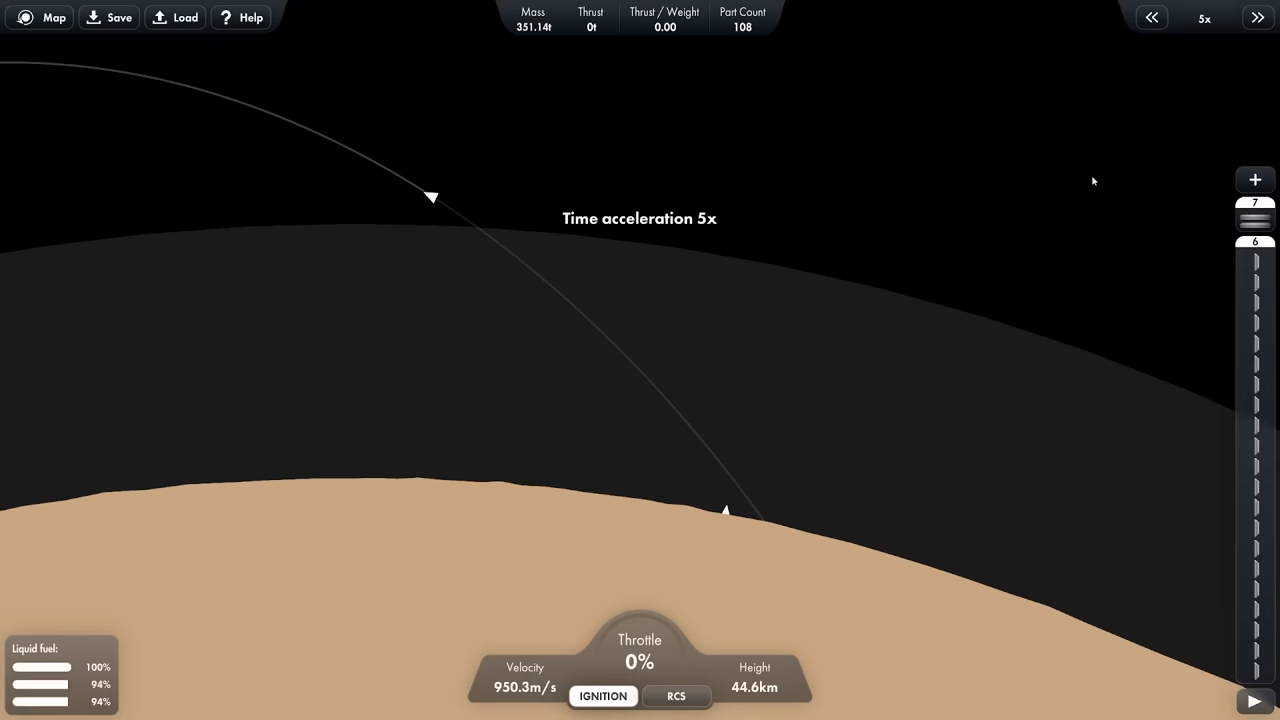 Map
Save
Load
? Help
Mass
351.14t
Thrust
0t
Thrust / Weight
0.00
Part Count
108
5x
Time acceleration 5x
7
6
Liquid fuel:
100%
94%
94%
Throttle
0%
Velocity
950.3m/s
Height
44.6km
IGNITION
RCS